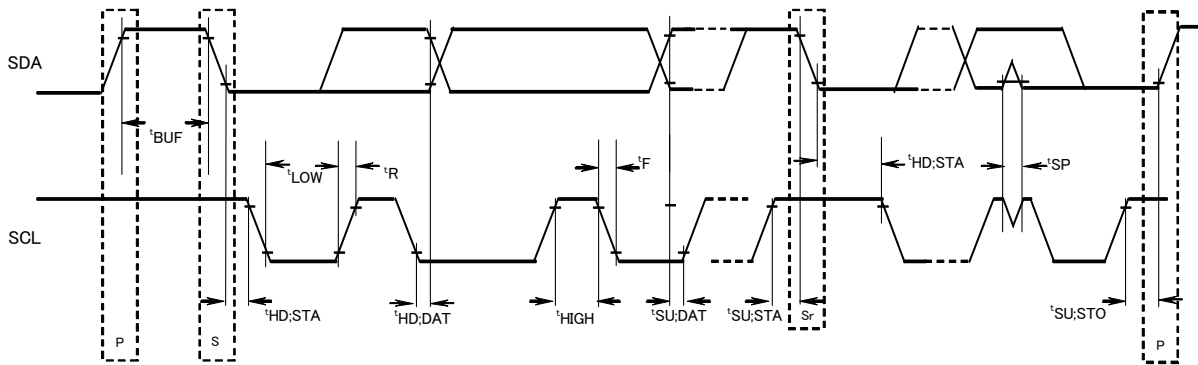 SDA
tBUF
tLOW
tR
tF
tHD;STA
tSP
SCL
tHD;STA
tHD;DAT
tHIGH
tSU;DAT
tSU;STA
Sr
tSU;STO
P
S
P